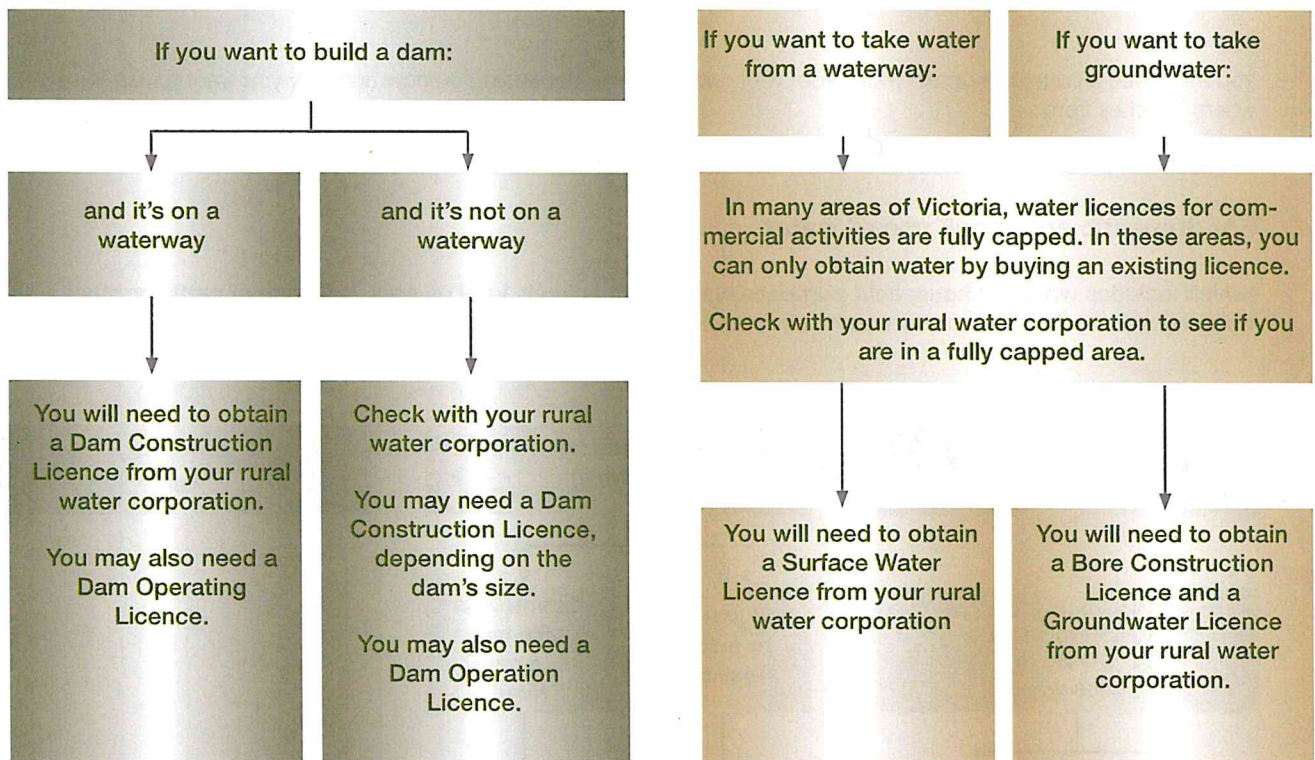 If you want to build a dam:
and it's on a
waterway
and it's not on a
waterway
You will need to obtain
a Dam Construction
Licence from your rural
water corporation.
You may also need a
Dam Operating
Licence.
Check with your rural
water corporation.
You may need a Dam
Construction Licence,
depending on the
dam's size.
You may also need a
Dam Operation
Licence.
If you want to take water
from a waterway:
If you want to take
groundwater:
In many areas of Victoria, water licences for com-
mercial activities are fully capped. In these areas, you
can only obtain water by buying an existing licence.
Check with your rural water corporation to see if you
are in a fully capped area.
You will need to obtain
a Surface Water
Licence from your rural
water corporation
You will need to obtain
a Bore Construction
Licence and a
Groundwater Licence
from your rural water
corporation.